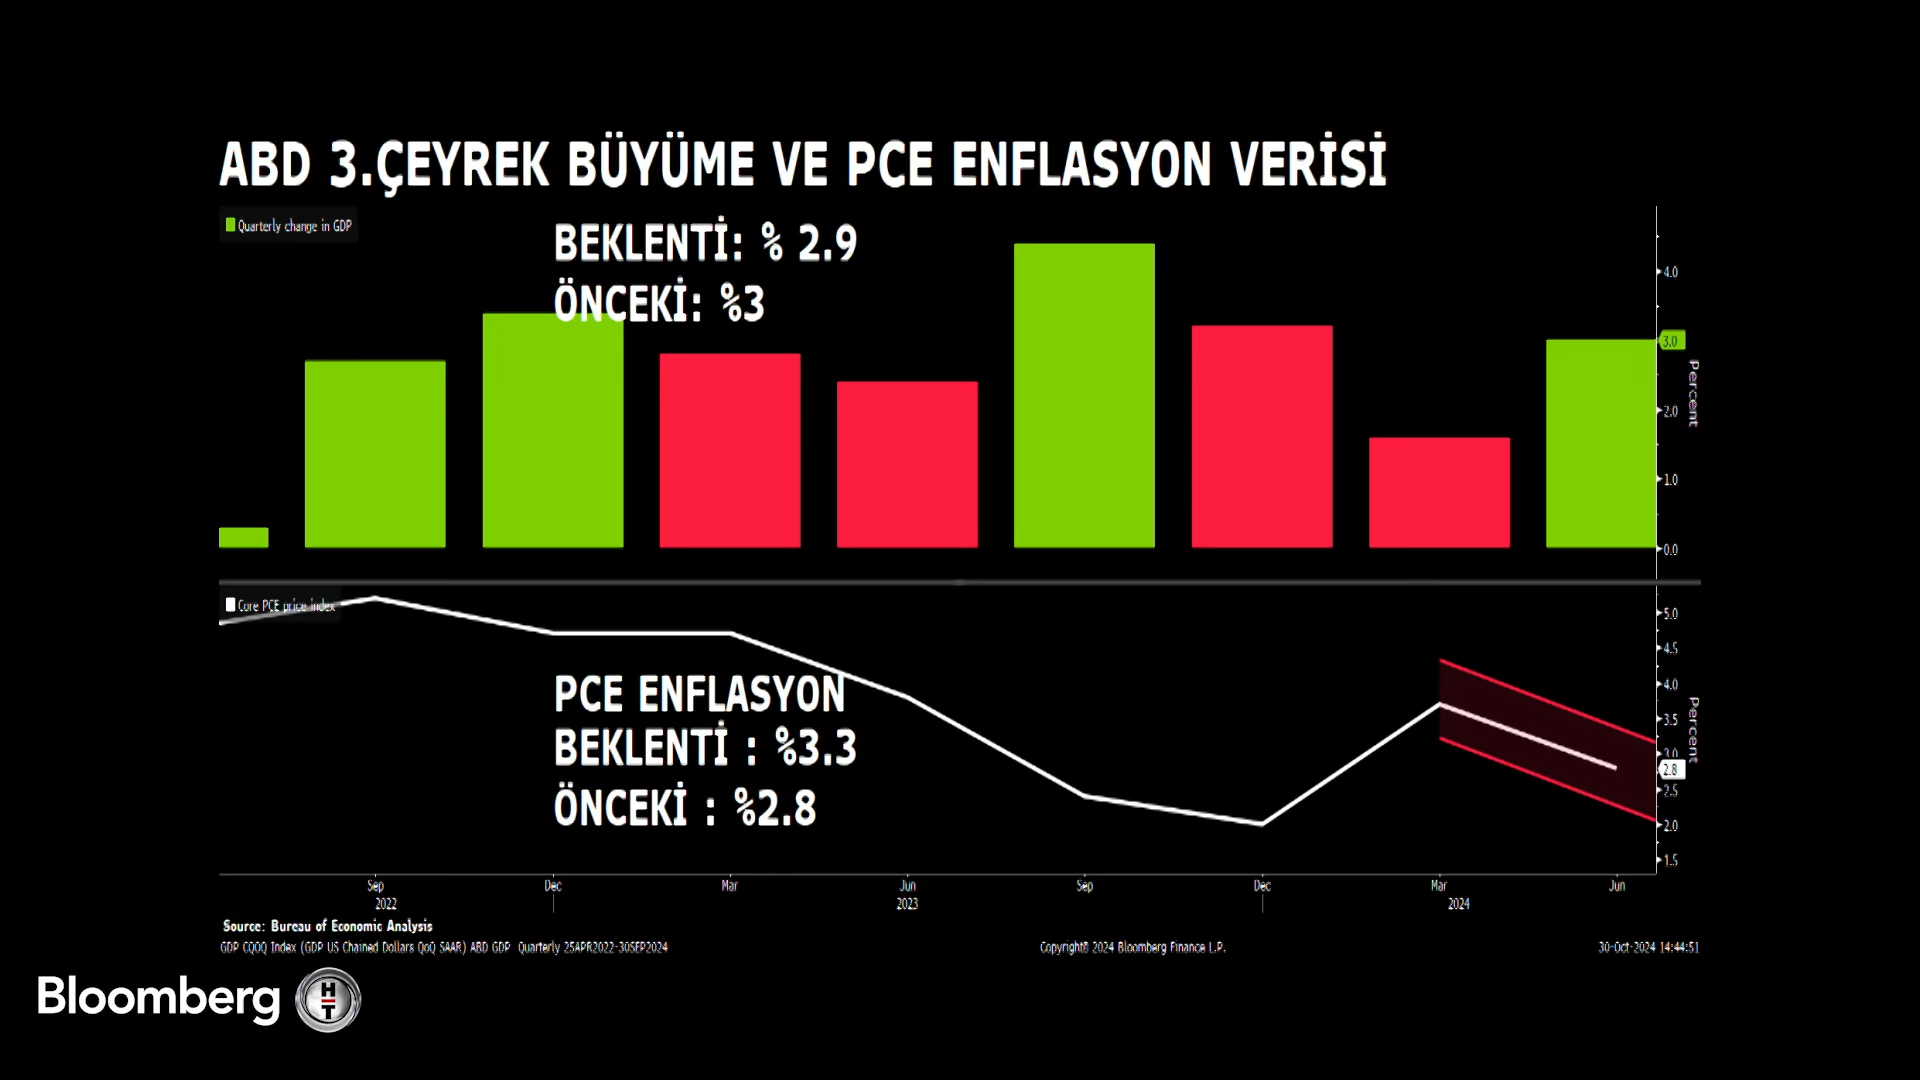 ABD 3.ÇEYREK BÜYÜME VE PCE ENFLASYON VERİSİ
Quarterly change in GDP
BEKLENTİ: % 2.9
ÖNCEKİ: %3
4.0
3.0
2.0
1.0
0.0
Percent
Core PCE price index
PCE ENFLASYON
BEKLENTİ : %3.3
ÖNCEKİ : %2.8
5.0
4.5
4.0
3.5
3.0
2.8
2.5
2.0
1.5
Percent
Sep Dec Mar Jun Sep Dec Mar Jun
2022 2023 2024
Source: Bureau of Economic Analysis
GDP CQOQ Index (GDP US Chained Dollars QoQ SAAR) ABD GDP Quarterly 25APR2022-30SEP2024 Copyright© 2024 Bloomberg Finance L.P. 30-Oct-2024 14:44:51
Bloomberg HT